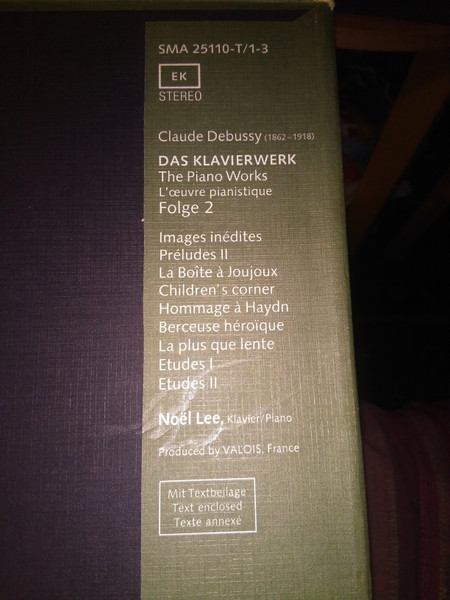 SMA 25110-T/1-3
EK
STEREO
Claude Debussy (1862–1918)
DAS KLAVIERWERK
The Piano Works
L'œuvre pianistique
Folge 2
Images inédites
Préludes II
La Boîte à Joujoux
Children's corner
Hommage à Haydn
Berceuse héroïque
La plus que lente
Etudes I
Etudes II
Noël Lee, Klavier/Piano
Produced by VALOIS, France
Mit Textbeilage
Text enclosed
Texte annexé